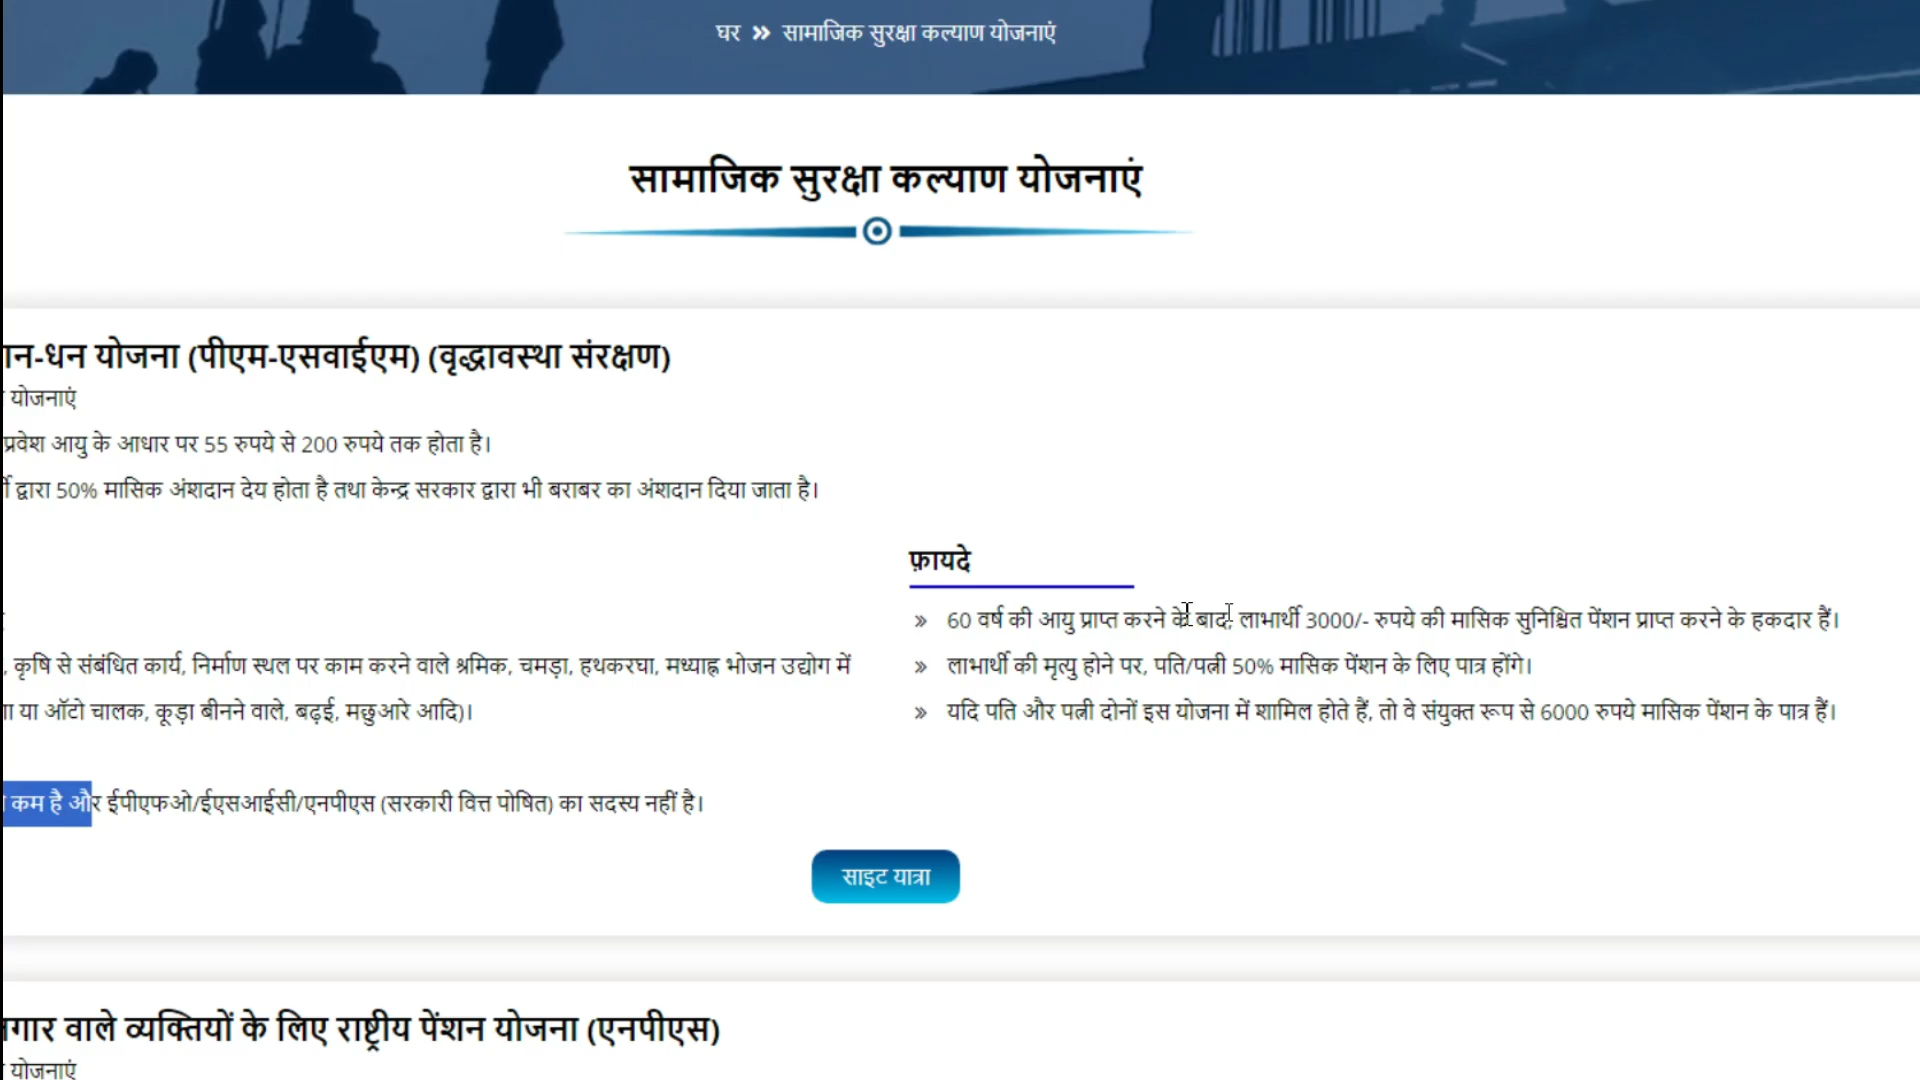 घर » सामाजिक सुरक्षा कल्याण योजनाएं
सामाजिक सुरक्षा कल्याण योजनाएं
ान-धन योजना (पीएम-एसवाईएम) (वृद्धावस्था संरक्षण)
योजनाएं
प्रवेश आयु के आधार पर 55 रुपये से 200 रुपये तक होता है।
द्वारा 50% मासिक अंशदान देय होता है तथा केन्द्र सरकार द्वारा भी बराबर का अंशदान दिया जाता है।
फ़ायदे
» 60 वर्ष की आयु प्राप्त करने के बाद, लाभार्थी 3000/- रुपये की मासिक सुनिश्चित पेंशन प्राप्त करने के हकदार हैं।
» लाभार्थी की मृत्यु होने पर, पति/पत्नी 50% मासिक पेंशन के लिए पात्र होंगे।
» यदि पति और पत्नी दोनों इस योजना में शामिल होते हैं, तो वे संयुक्त रूप से 6000 रुपये मासिक पेंशन के पात्र हैं।
, कृषि से संबंधित कार्य, निर्माण स्थल पर काम करने वाले श्रमिक, चमड़ा, हथकरघा, मध्याह्न भोजन उद्योग में
या ऑटो चालक, कूड़ा बीनने वाले, बढ़ई, मछुआरे आदि)।
कम है और ईपीएफओ/ईएसआईसी/एनपीएस (सरकारी वित्त पोषित) का सदस्य नहीं है।
साइट यात्रा
गार वाले व्यक्तियों के लिए राष्ट्रीय पेंशन योजना (एनपीएस)
योजनाएं